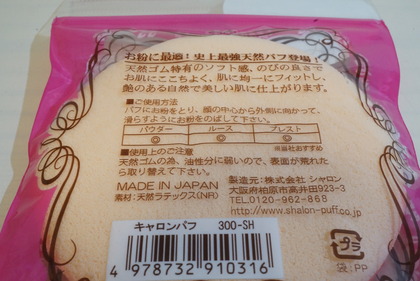 お粉に最適！史上最強天然パフ登場！
天然ゴム特有のソフト感、のびの良さで
お肌にここちよく、肌に均一にフィットし、
艶のある自然で美しい肌に仕上がります。
■ご使用方法
パフにお粉をとり、顔の中心から外側に向かって、
滑らすようにお粉をのばして下さい。
パウダー ルース プレスト
◎ ◎ ◎
※当社おすすめ
■使用上のご注意
天然ゴムの為、油性分に弱いので、表面が荒れた
ら取り替えて下さい。
MADE IN JAPAN
素材：天然ラテックス(NR)
製造元：株式会社 シャロン
大阪府柏原市高井田923-3
TEL.0120-962-868
http://www.shalon-puff.co.jp
キャロンパフ 300-SH
4 978732 910316
プラ
袋：PP